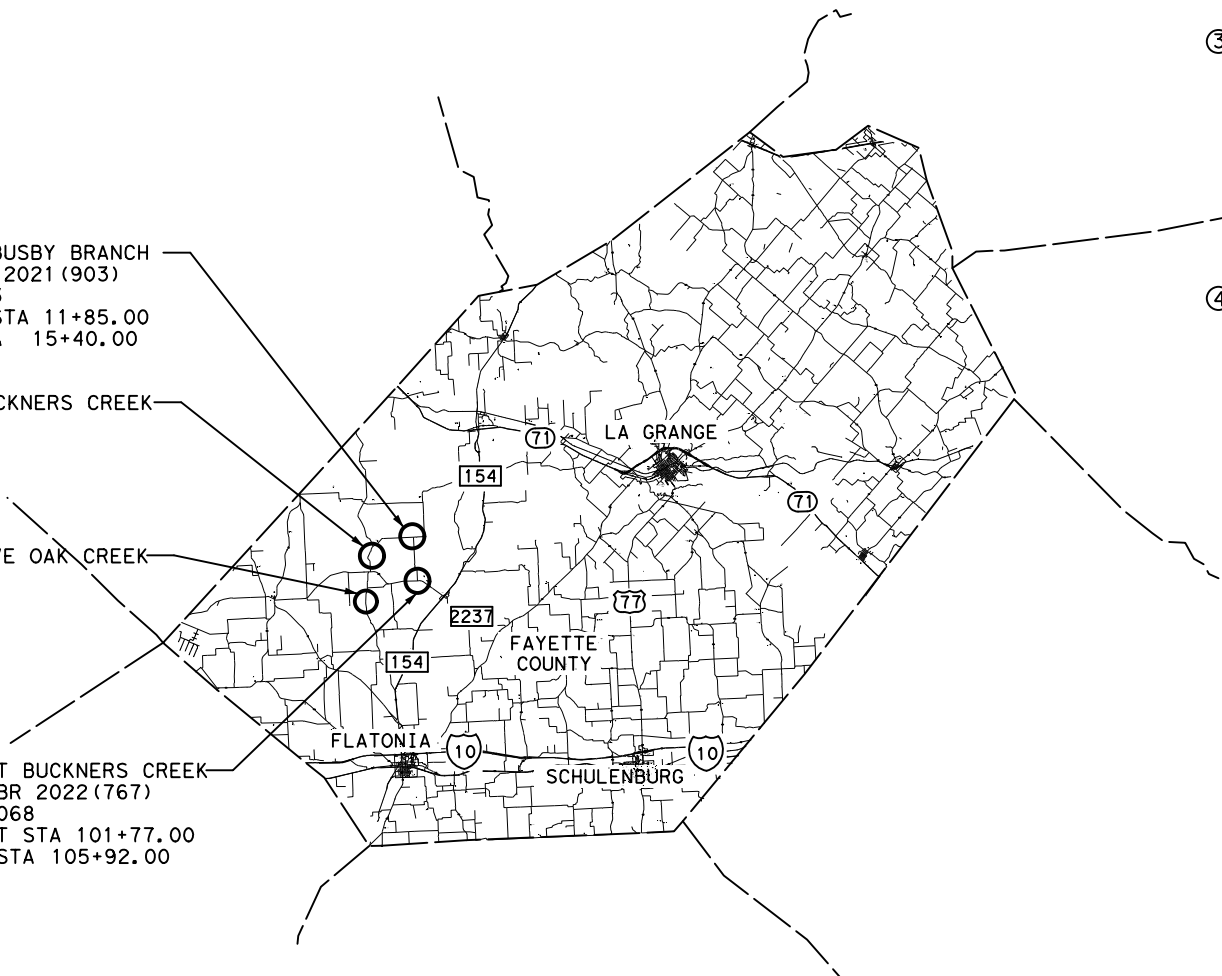 ③
BUSBY BRANCH
2021(903)
STA 11+85.00
15+40.00
④
CREEK
71
LA GRANGE
154
71
OAK CREEK
77
2237
FAYETTE
COUNTY
154
FLATONIA
10
10
SCHULENBURG
BUCKNERS CREEK
BR 2022(767)
068
STA 101+77.00
STA 105+92.00